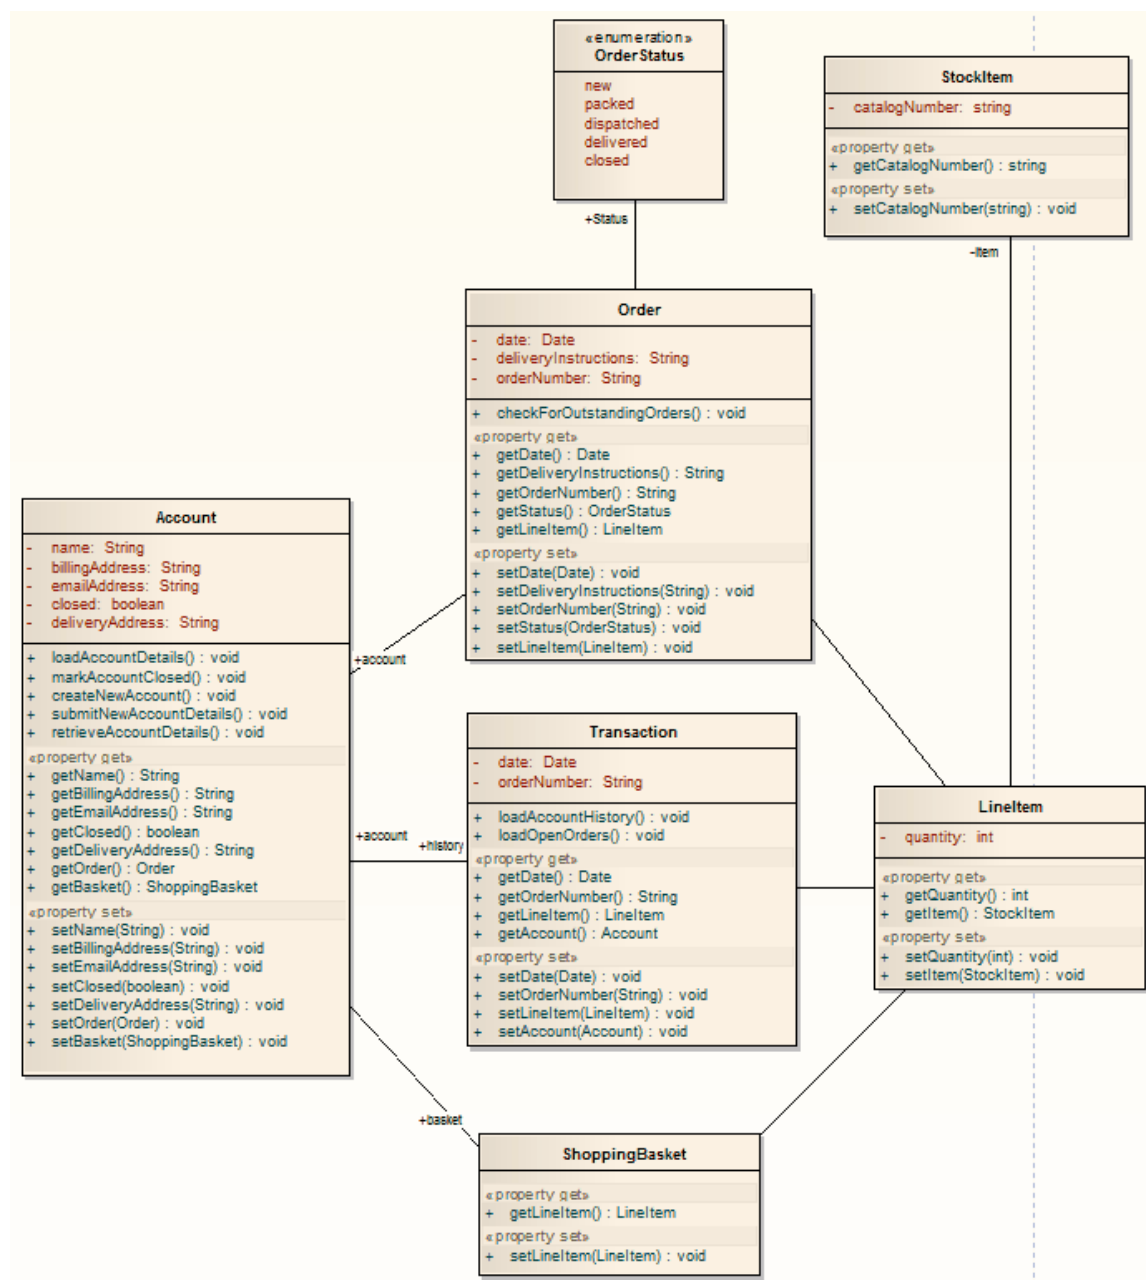 «enumeration»
OrderStatus
new
packed
dispatched
delivered
closed
+Status
StockItem
- catalogNumber: string
«property get»
+ getCatalogNumber() : string
«property set»
+ setCatalogNumber(string) : void
-item
Order
- date: Date
- deliveryInstructions: String
- orderNumber: String
+ checkForOutstandingOrders() : void
«property get»
+ getDate() : Date
+ getDeliveryInstructions() : String
+ getOrderNumber() : String
+ getStatus() : OrderStatus
+ getLineItem() : LineItem
«property set»
+ setDate(Date) : void
+ setDeliveryInstructions(String) : void
+ setOrderNumber(String) : void
+ setStatus(OrderStatus) : void
+ setLineItem(LineItem) : void
Account
- name: String
- billingAddress: String
- emailAddress: String
- closed: boolean
- deliveryAddress: String
+ loadAccountDetails() : void
+ markAccountClosed() : void
+ createNewAccount() : void
+ submitNewAccountDetails() : void
+ retrieveAccountDetails() : void
«property get»
+ getName() : String
+ getBillingAddress() : String
+ getEmailAddress() : String
+ getClosed() : boolean
+ getDeliveryAddress() : String
+ getOrder() : Order
+ getBasket() : ShoppingBasket
«property set»
+ setName(String) : void
+ setBillingAddress(String) : void
+ setEmailAddress(String) : void
+ setClosed(boolean) : void
+ setDeliveryAddress(String) : void
+ setOrder(Order) : void
+ setBasket(ShoppingBasket) : void
+account
+account
+history
+basket
Transaction
- date: Date
- orderNumber: String
+ loadAccountHistory() : void
+ loadOpenOrders() : void
«property get»
+ getDate() : Date
+ getOrderNumber() : String
+ getLineItem() : LineItem
+ getAccount() : Account
«property set»
+ setDate(Date) : void
+ setOrderNumber(String) : void
+ setLineItem(LineItem) : void
+ setAccount(Account) : void
LineItem
- quantity: int
«property get»
+ getQuantity() : int
+ getItem() : StockItem
«property set»
+ setQuantity(int) : void
+ setItem(StockItem) : void
ShoppingBasket
«property get»
+ getLineItem() : LineItem
«property set»
+ setLineItem(LineItem) : void